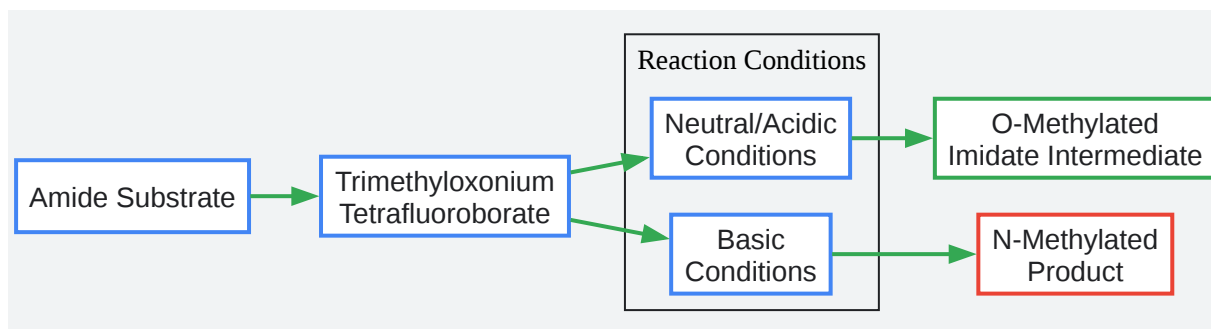 Amide Substrate
Trimethyloxonium
Tetrafluoroborate
Reaction Conditions
Neutral/Acidic
Conditions
Basic
Conditions
O-Methylated
Imidate Intermediate
N-Methylated
Product